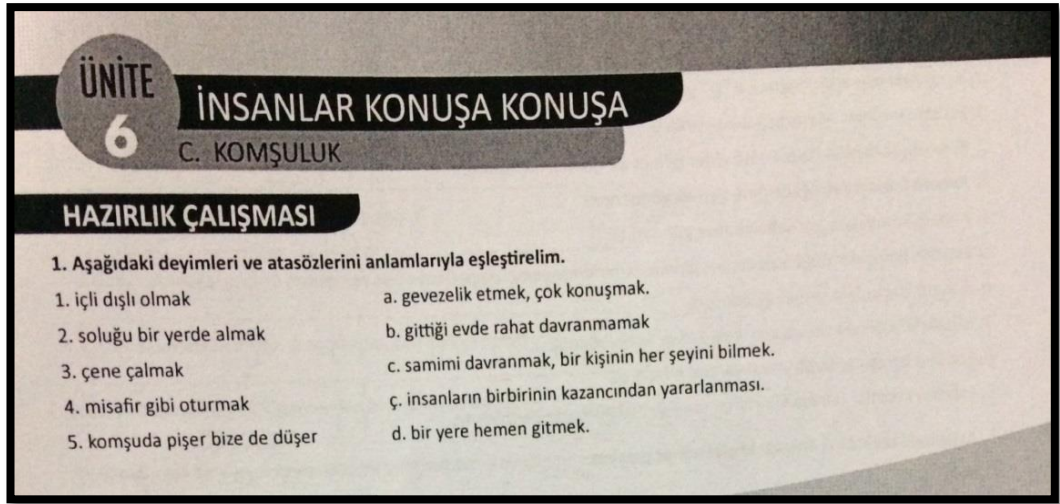 ÜNİTE
6
İNSANLAR KONUŞA KONUŞA
C. KOMŞULUK
HAZIRLIK ÇALIŞMASI
1. Aşağıdaki deyimleri ve atasözlerini anlamlarıyla eşleştirelim.
1. içli dışlı olmak
2. soluğu bir yerde almak
3. çene çalmak
4. misafir gibi oturmak
5. komşuda pişer bize de düşer
a. gevezelik etmek, çok konuşmak.
b. gittiği evde rahat davranmamak
c. samimi davranmak, bir kişinin her şeyini bilmek.
ç. insanların birbirinin kazancından yararlanması.
d. bir yere hemen gitmek.